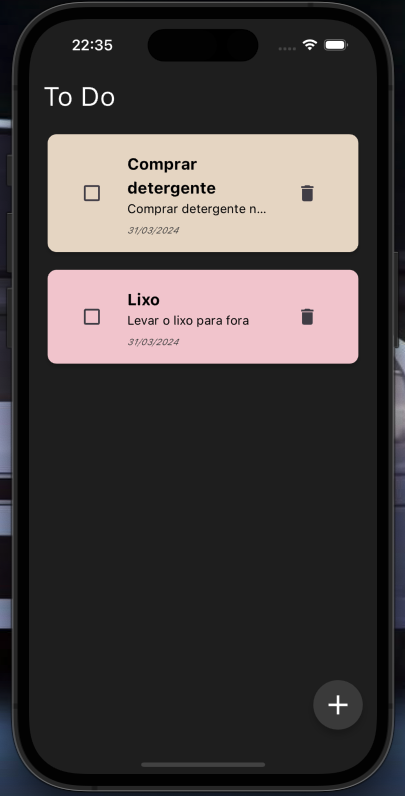 22:35
To Do
Comprar
detergente
Comprar detergente n...
31/03/2024
Lixo
Levar o lixo para fora
31/03/2024